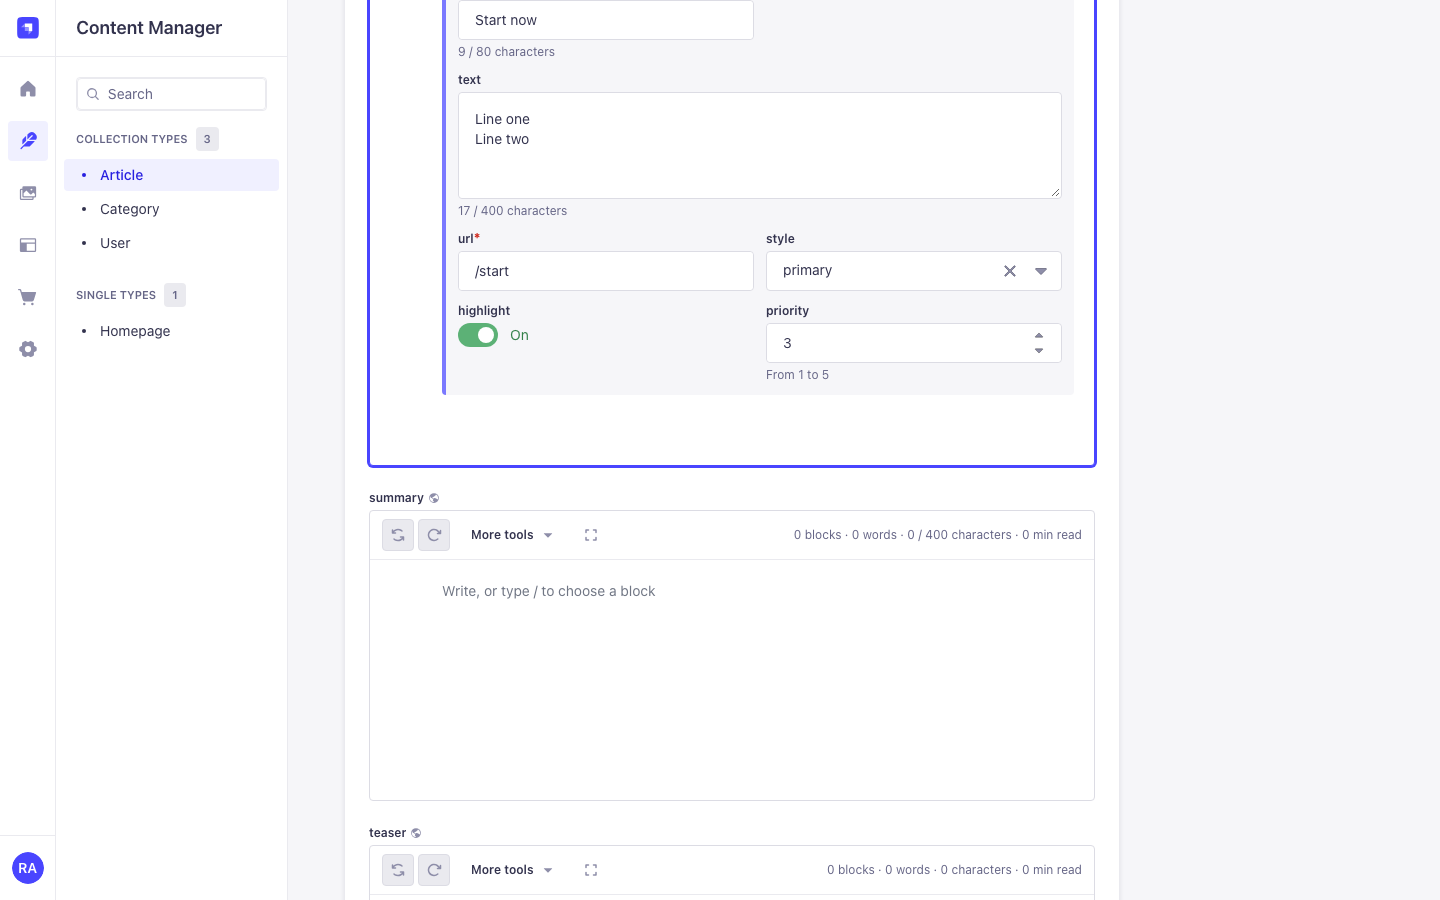 Content Manager
Search
COLLECTION TYPES 3
Article
Category
User
SINGLE TYPES 1
Homepage
RA
Start now
9 / 80 characters
text
Line one
Line two
17 / 400 characters
url* style
/start primary
highlight priority
On 3
From 1 to 5
summary
More tools 0 blocks · 0 words · 0 / 400 characters · 0 min read
Write, or type / to choose a block
teaser
More tools 0 blocks · 0 words · 0 characters · 0 min read